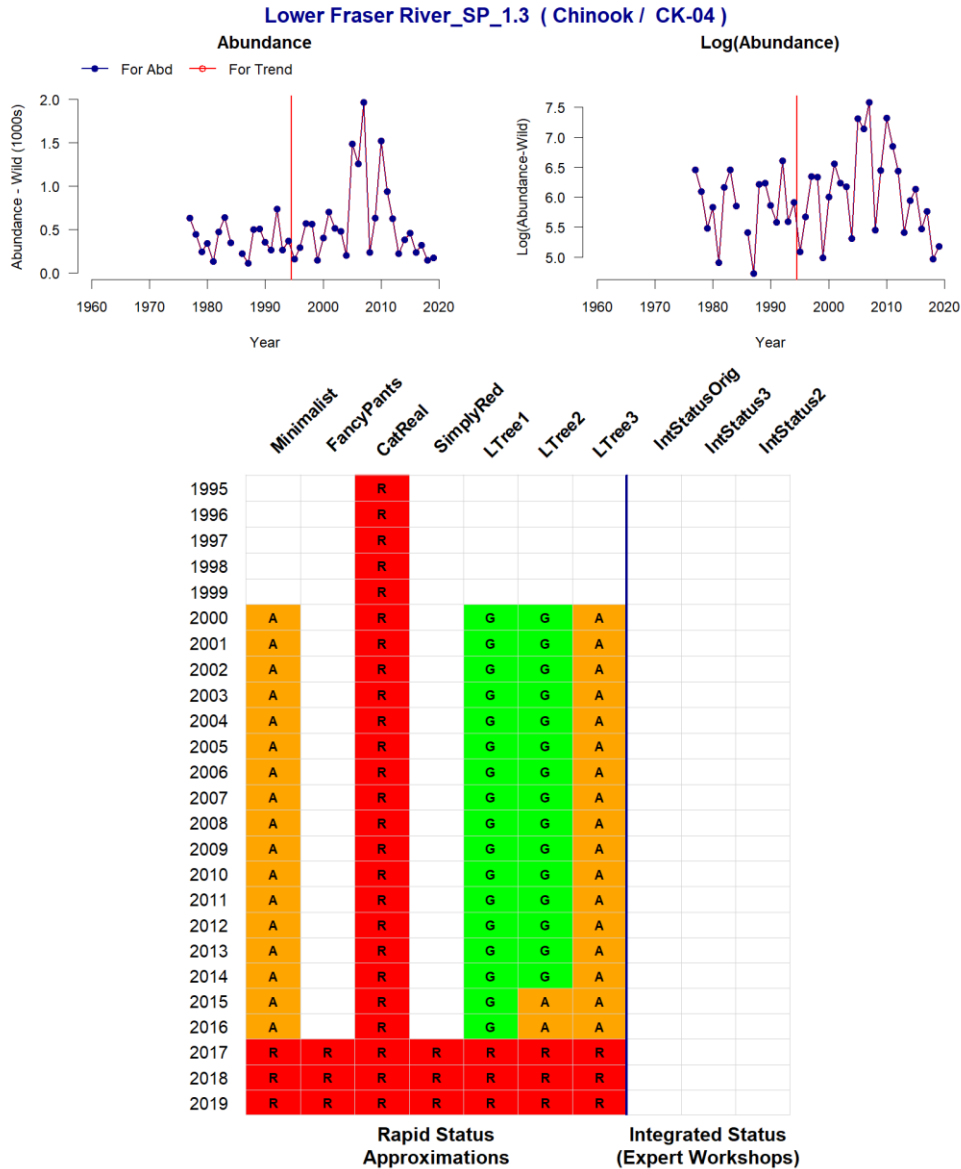 Lower Fraser River_SP_1.3 ( Chinook / CK-04 )
Abundance
For Abd For Trend
Abundance - Wild (1000s)
2.0
1.5
1.0
0.5
0.0
1960 1970 1980 1990 2000 2010 2020
Year
Log(Abundance)
Log(Abundance-Wild)
7.5
7.0
6.5
6.0
5.5
5.0
1960 1970 1980 1990 2000 2010 2020
Year
Minimalist FancyPants CatReal SimplyRed LTree1 LTree2 LTree3 IntStatusOrig IntStatus3 IntStatus2
1995 R
1996 R
1997 R
1998 R
1999 R
2000 A R G G A
2001 A R G G A
2002 A R G G A
2003 A R G G A
2004 A R G G A
2005 A R G G A
2006 A R G G A
2007 A R G G A
2008 A R G G A
2009 A R G G A
2010 A R G G A
2011 A R G G A
2012 A R G G A
2013 A R G G A
2014 A R G G A
2015 A R G A A
2016 A R G A A
2017 R R R R R R R
2018 R R R R R R R
2019 R R R R R R R
Rapid Status
Approximations
Integrated Status
(Expert Workshops)